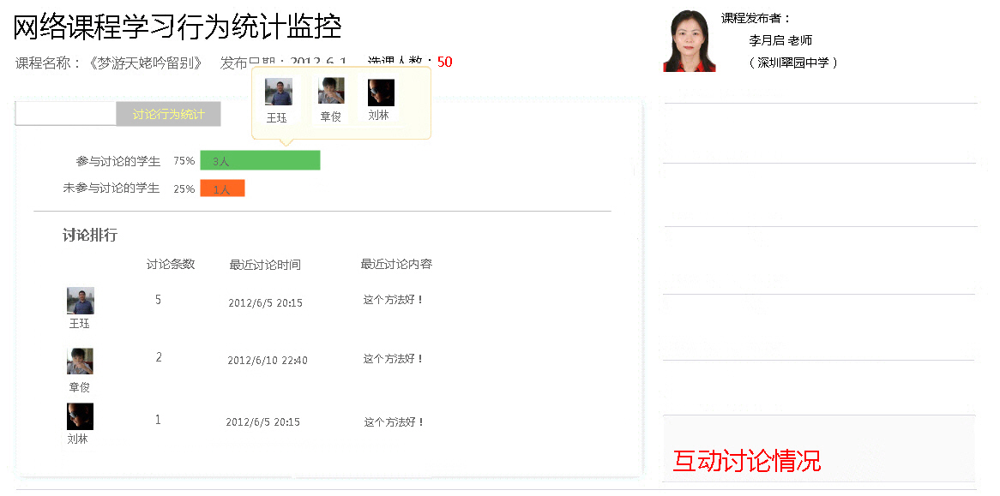 网络课程学习行为统计监控
课程名称：《梦游天姥吟留别》 发布日期：2012-6-1 选课人数：50
课程发布者：
李月启 老师
（深圳翠园中学）
王珏 章俊 刘林
讨论行为统计
参与讨论的学生 75% 3人
未参与讨论的学生 25% 1人
讨论排行
讨论条数 最近讨论时间 最近讨论内容
5 2012/6/5 20:15 这个方法好！
王珏
2 2012/6/10 22:40 这个方法好！
章俊
1 2012/6/5 20:15 这个方法好！
刘林
互动讨论情况